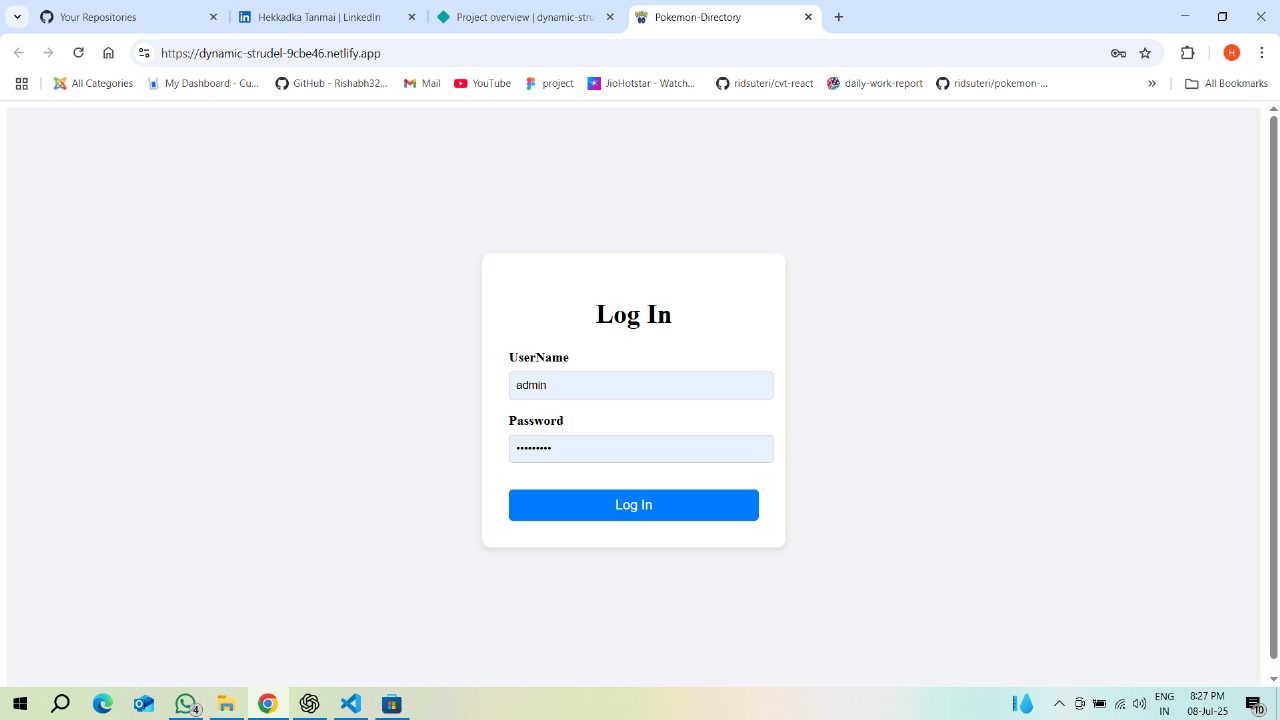 Your Repositories
Hekkadka Tanmai | LinkedIn
Project overview | dynamic-stru
Pokemon-Directory
https://dynamic-strudel-9cbe46.netlify.app
H
All Categories
My Dashboard - Cu...
GitHub - Rishabh32...
Mail
YouTube
project
JioHotstar - Watch...
ridsuteri/cvt-react
daily-work-report
ridsuteri/pokemon-...
»
All Bookmarks
Log In
UserName
admin
Password
•••••••••
Log In
4
ENG
IN
8:27 PM
08-Jul-25
10